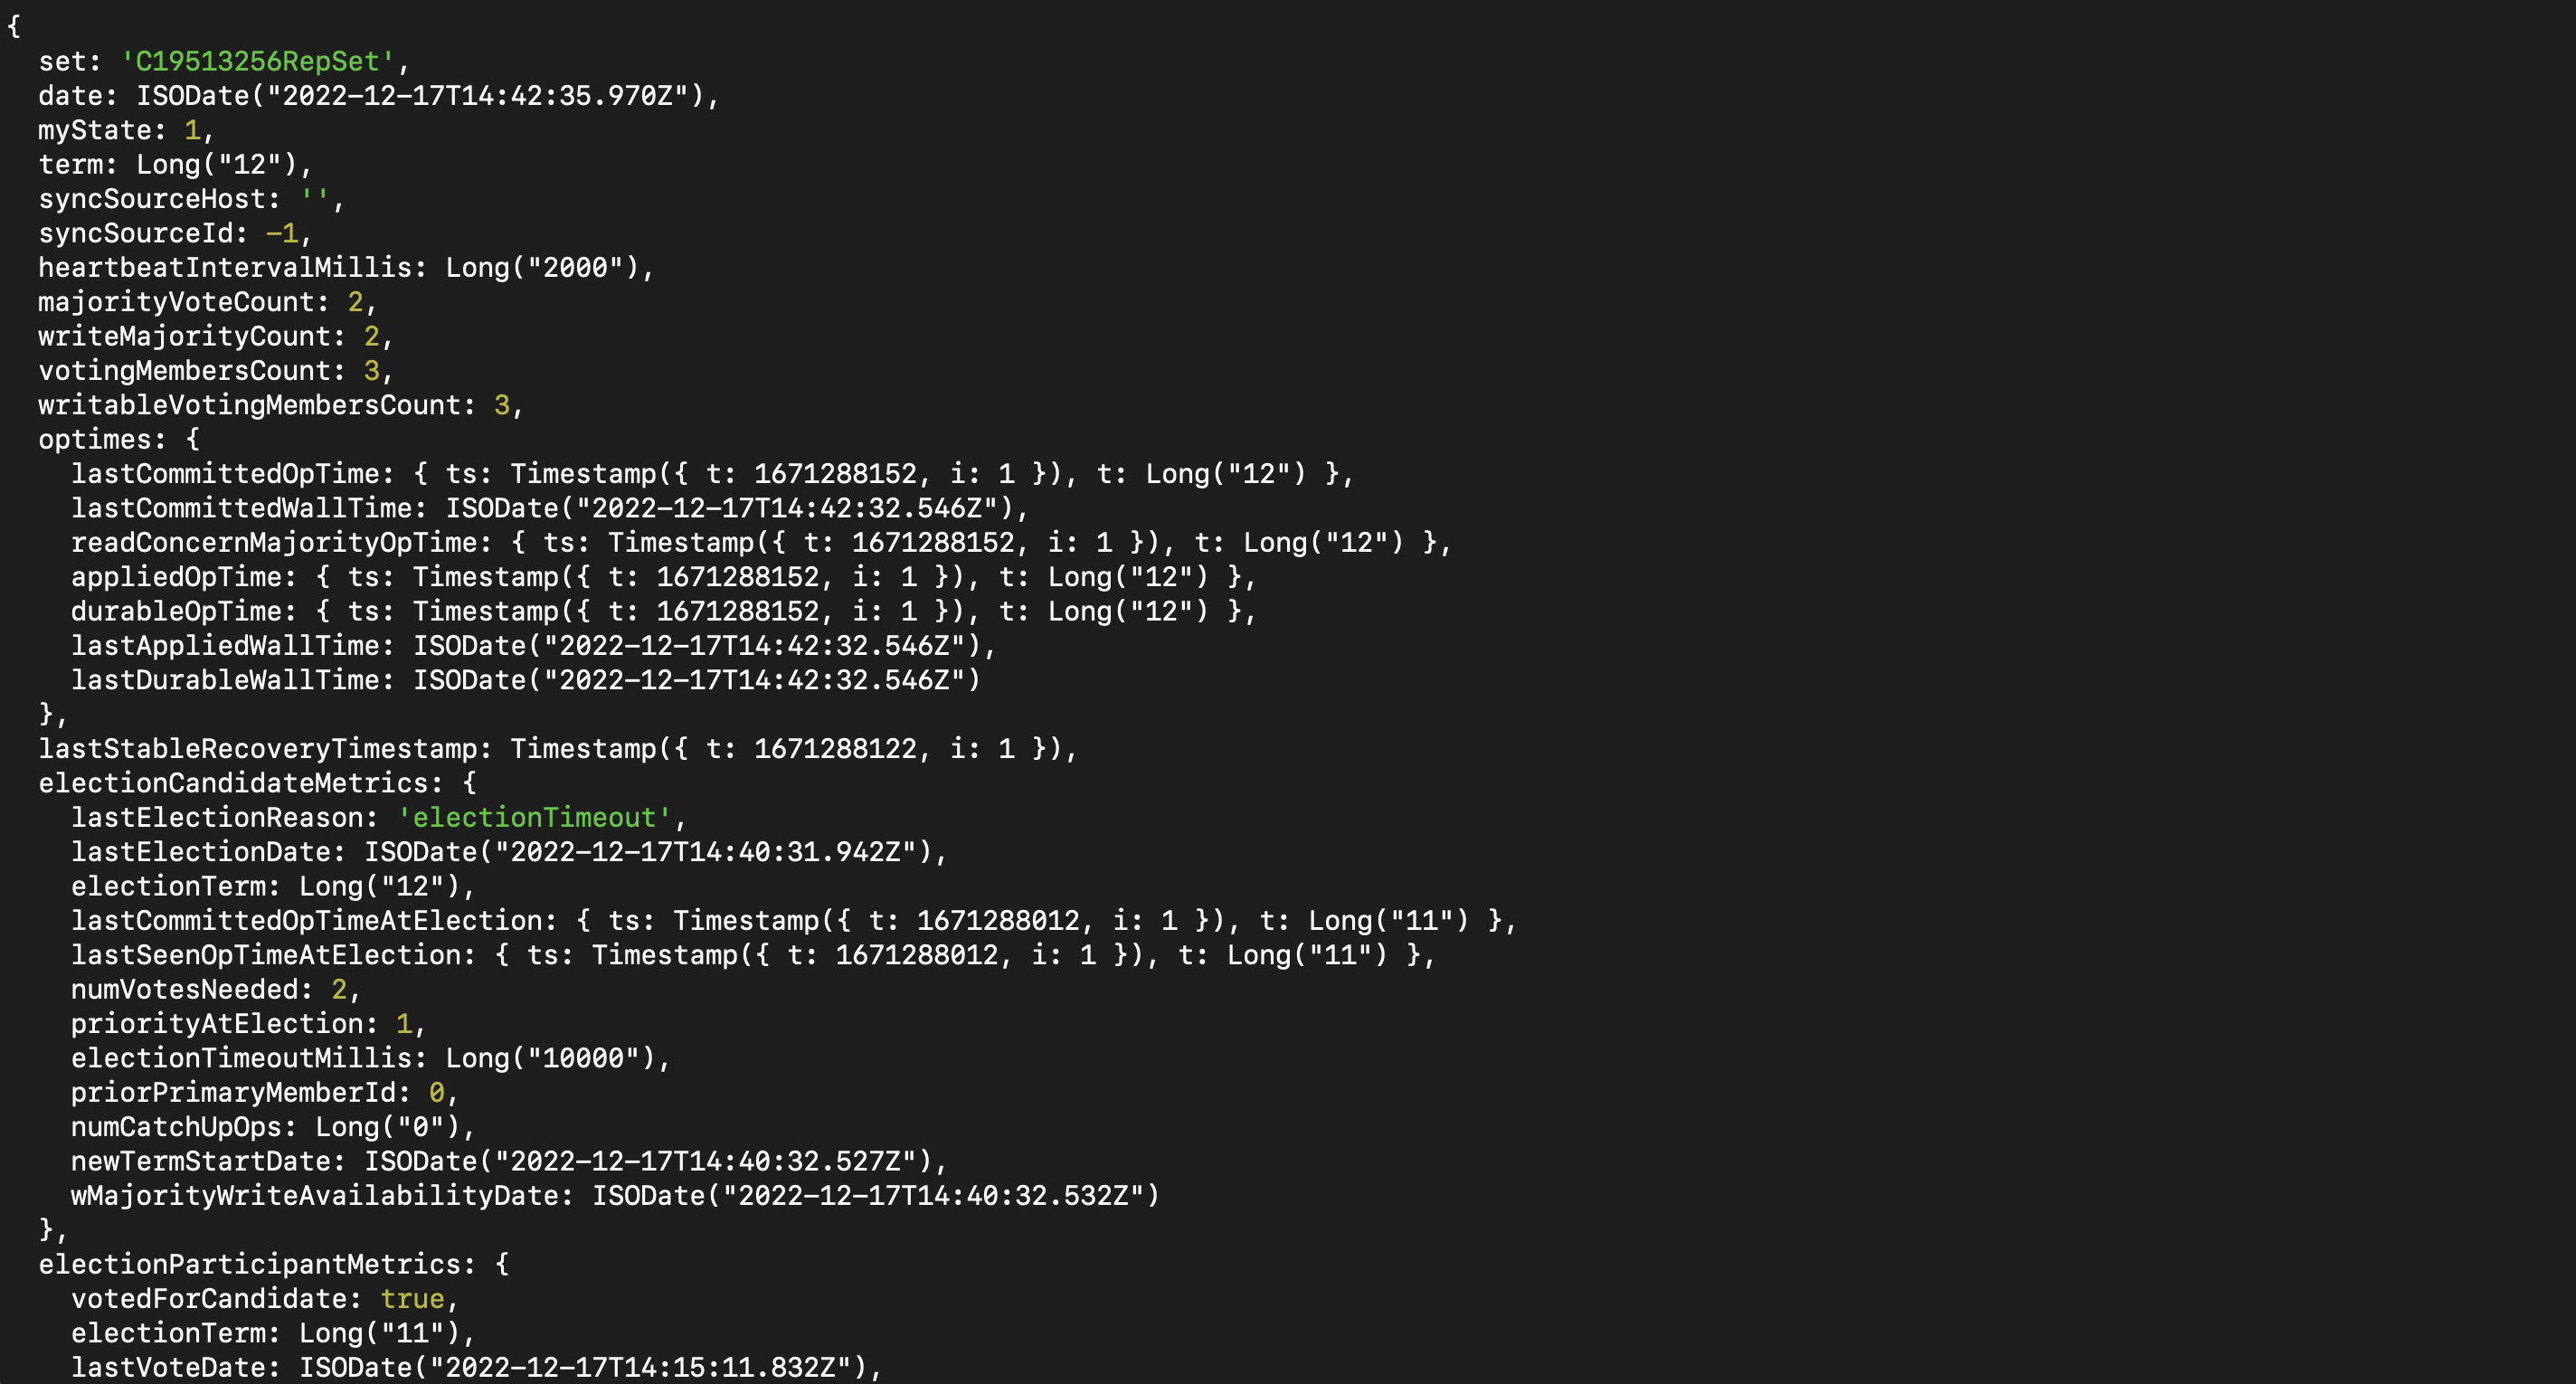 {
  set: 'C19513256RepSet',
  date: ISODate("2022-12-17T14:42:35.970Z"),
  myState: 1,
  term: Long("12"),
  syncSourceHost: '',
  syncSourceId: -1,
  heartbeatIntervalMillis: Long("2000"),
  majorityVoteCount: 2,
  writeMajorityCount: 2,
  votingMembersCount: 3,
  writableVotingMembersCount: 3,
  optimes: {
    lastCommittedOpTime: { ts: Timestamp({ t: 1671288152, i: 1 }), t: Long("12") },
    lastCommittedWallTime: ISODate("2022-12-17T14:42:32.546Z"),
    readConcernMajorityOpTime: { ts: Timestamp({ t: 1671288152, i: 1 }), t: Long("12") },
    appliedOpTime: { ts: Timestamp({ t: 1671288152, i: 1 }), t: Long("12") },
    durableOpTime: { ts: Timestamp({ t: 1671288152, i: 1 }), t: Long("12") },
    lastAppliedWallTime: ISODate("2022-12-17T14:42:32.546Z"),
    lastDurableWallTime: ISODate("2022-12-17T14:42:32.546Z")
  },
  lastStableRecoveryTimestamp: Timestamp({ t: 1671288122, i: 1 }),
  electionCandidateMetrics: {
    lastElectionReason: 'electionTimeout',
    lastElectionDate: ISODate("2022-12-17T14:40:31.942Z"),
    electionTerm: Long("12"),
    lastCommittedOpTimeAtElection: { ts: Timestamp({ t: 1671288012, i: 1 }), t: Long("11") },
    lastSeenOpTimeAtElection: { ts: Timestamp({ t: 1671288012, i: 1 }), t: Long("11") },
    numVotesNeeded: 2,
    priorityAtElection: 1,
    electionTimeoutMillis: Long("10000"),
    priorPrimaryMemberId: 0,
    numCatchUpOps: Long("0"),
    newTermStartDate: ISODate("2022-12-17T14:40:32.527Z"),
    wMajorityWriteAvailabilityDate: ISODate("2022-12-17T14:40:32.532Z")
  },
  electionParticipantMetrics: {
    votedForCandidate: true,
    electionTerm: Long("11"),
    lastVoteDate: ISODate("2022-12-17T14:15:11.832Z"),